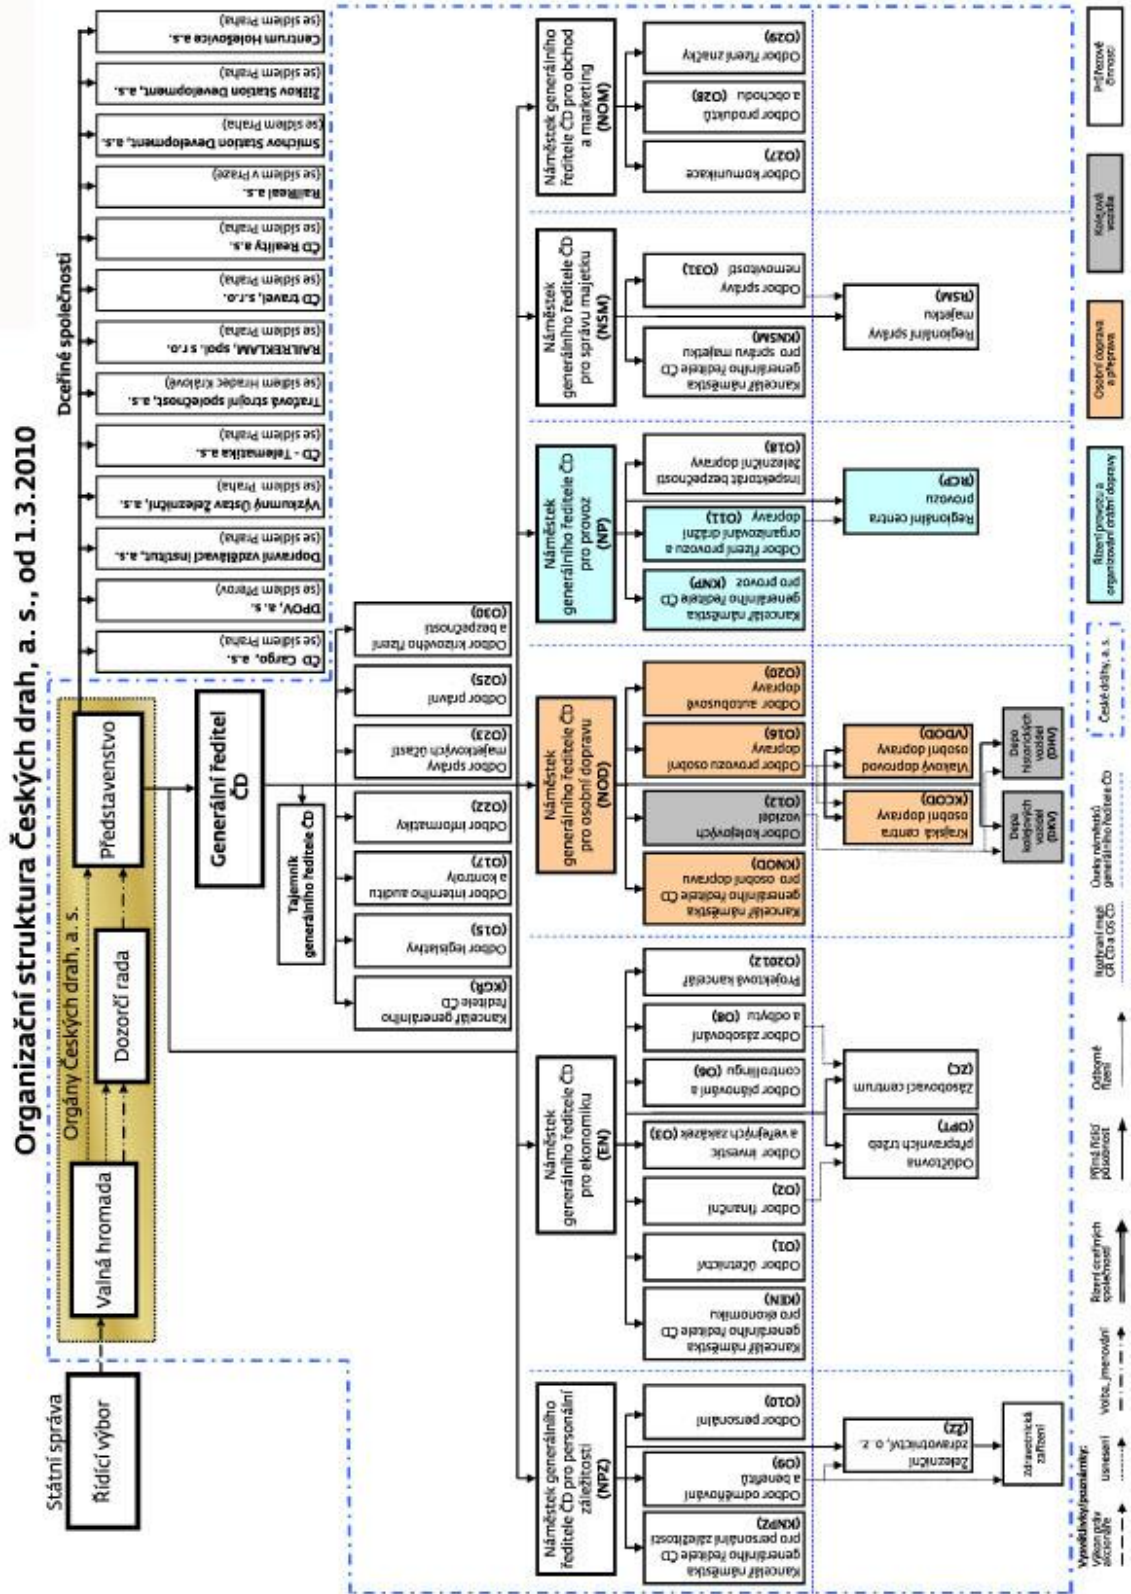 Organizační struktura Českých drah, a. s., od 1.3.2010
Státní správa
Řídící výbor
Orgány Českých drah, a. s.
Valná hromada
Dozorčí rada
Představenstvo
Dceřiné společnosti
ČD Cargo, a.s.
(se sídlem Praha)
DPOV, a. s.
(se sídlem Přerov)
Dopravní vzdělávací institut, a.s.
(se sídlem Praha)
Výzkumný Ústav Železniční, a.s.
(se sídlem Praha)
ČD - Telematika a.s.
(se sídlem Praha)
Traťová strojní společnost, a.s.
(se sídlem Hradec Králové)
RAILREKLAM, spol. s r.o.
(se sídlem Praha)
ČD travel, s.r.o.
(se sídlem Praha)
ČD Reality a.s.
(se sídlem Praha)
RailReal a.s.
(se sídlem v Praze)
Smíchov Station Development, a.s.
(se sídlem Praha)
Žižkov Station Development, a.s.
(se sídlem Praha)
Centrum Holešovice a.s.
(se sídlem Praha)
Generální ředitel
ČD
Tajemník
generálního ředitele ČD
Kancelář generálního
ředitele ČD
(KGŘ)
Odbor legislativy
(O15)
Odbor interního auditu
a kontroly
(O17)
Odbor informatiky
(O22)
Odbor správy
majetkových účastí
(O23)
Odbor právní
(O25)
Odbor krizového řízení
a bezpečnosti
(O30)
Náměstek generálního
ředitele ČD pro personální
záležitosti
(NPZ)
Kancelář náměstka
generálního ředitele ČD
pro personální záležitosti
(KNPZ)
Odbor odměňování
a benefitů
(O9)
Odbor personální
(O10)
Železniční
zdravotnictví, o. z.
(ŽZ)
Zdravotnická
zařízení
Náměstek
generálního ředitele ČD
pro ekonomiku
(EN)
Kancelář náměstka
generálního ředitele ČD
pro ekonomiku
(KEN)
Odbor účetnictví
(O1)
Odbor finanční
(O2)
Odbor investic
a veřejných zakázek (O3)
Odbor plánování a
controllingu (O6)
Odbor zásobování
a odbytu (O8)
Projektová kancelář
(O2012)
Odúčtovna
přepravních tržeb
(OPT)
Zásobovací centrum
(ZC)
Náměstek
generálního ředitele ČD
pro osobní dopravu
(NOD)
Kancelář náměstka
generálního ředitele ČD
pro osobní dopravu
(KNOD)
Odbor kolejových
vozidel
(O12)
Odbor provozu osobní
dopravy
(O16)
Odbor autobusové
dopravy
(O20)
Krajská centra
osobní dopravy
(KCOD)
Vlakový doprovod
osobní dopravy
(VDOD)
Depa
kolejových
vozidel
(DKV)
Depo
historických
vozidel
(DHV)
Náměstek
generálního ředitele ČD
pro provoz
(NP)
Kancelář náměstka
generálního ředitele ČD
pro provoz (KNP)
Odbor řízení provozu a
organizování drážní
dopravy (O11)
Inspektorát bezpečnosti
železniční dopravy
(O18)
Regionální centra
provozu
(RCP)
Náměstek
generálního ředitele ČD
pro správu majetku
(NSM)
Kancelář náměstka
generálního ředitele ČD
pro správu majetku
(KNSM)
Odbor správy
nemovitostí (O31)
Regionální správy
majetku
(RSM)
Náměstek generálního
ředitele ČD pro obchod
a marketing
(NOM)
Odbor komunikace
(O27)
Odbor produktů
a obchodu (O28)
Odbor řízení značky
(O29)
Vysvětlivky/poznámky:
Výkon práv
akcionáře
Usnesení
Volba, jmenování
Řízení dceřiných
společností
Přímá řídící
působnost
Odborné
řízení
Rozhraní mezi
GŘ ČD a OS ČD
Úseky náměstků
generálního ředitele ČD
České dráhy, a. s.
Řízení provozu a
organizování drážní dopravy
Osobní doprava
a přeprava
Kolejová
vozidla
Průřezové
činnosti